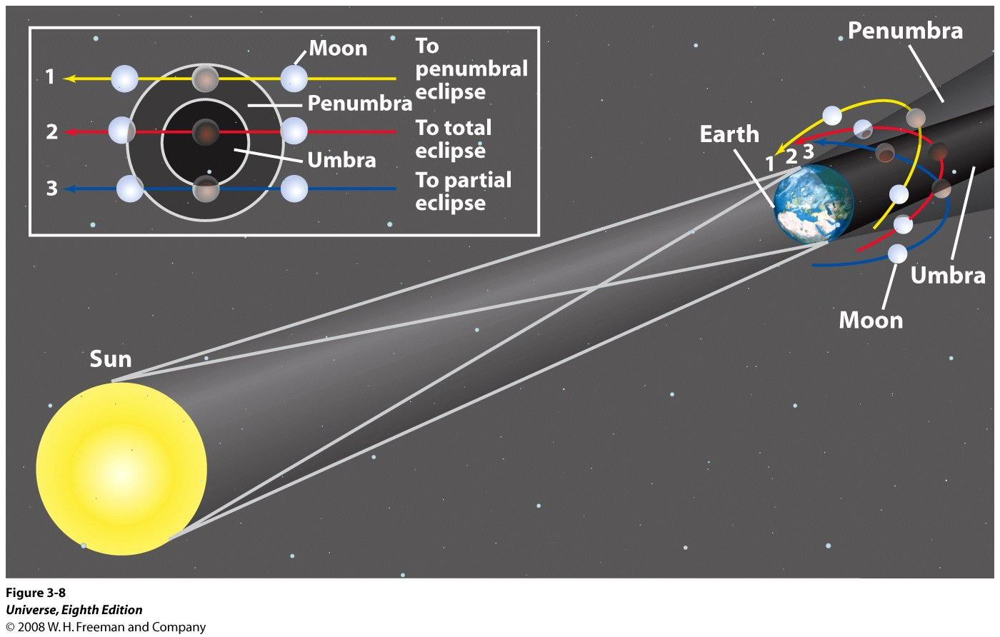 Moon
To
penumbral
eclipse
1
Penumbra
2
To total
eclipse
Umbra
3
To partial
eclipse
Penumbra
Earth
1 2 3
Umbra
Moon
Sun
Figure 3-8
Universe, Eighth Edition
© 2008 W. H. Freeman and Company